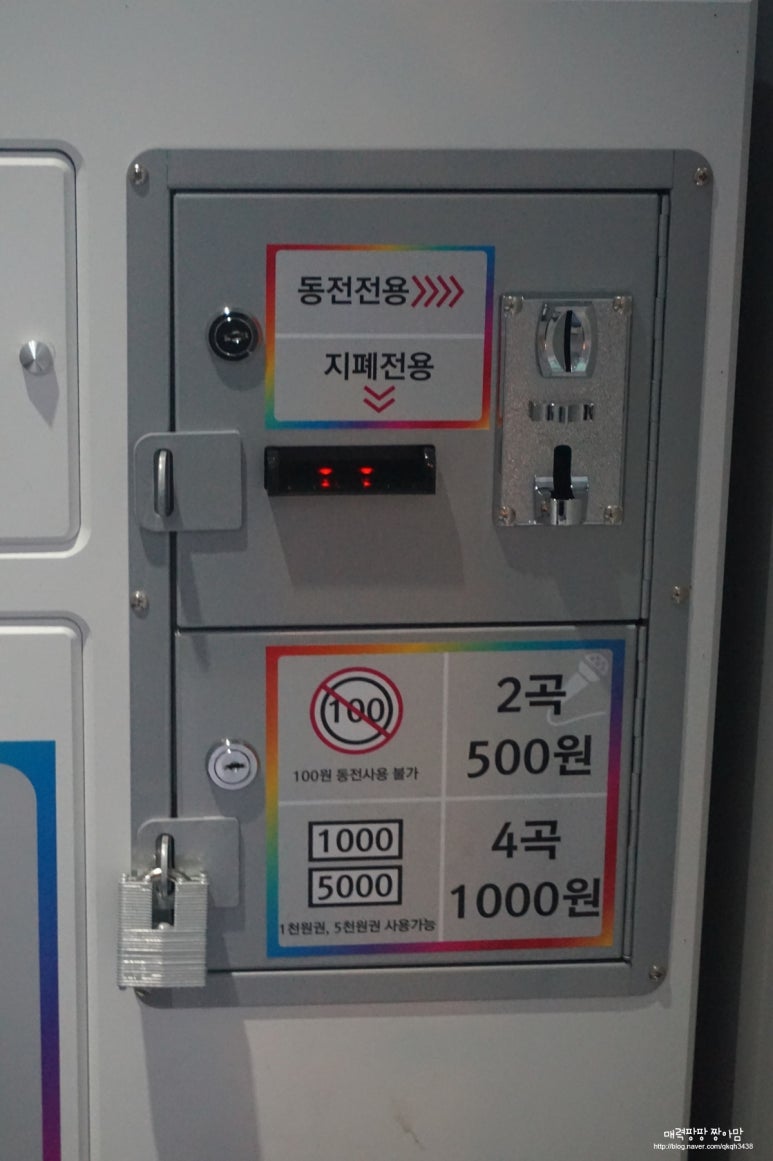 동전전용
지폐전용
100
100원 동전사용 불가
2곡
500원
1000
5000
1천원권, 5천원권 사용가능
4곡
1000원
매력팡팡 짱아맘
http://blog.naver.com/qkqh3438